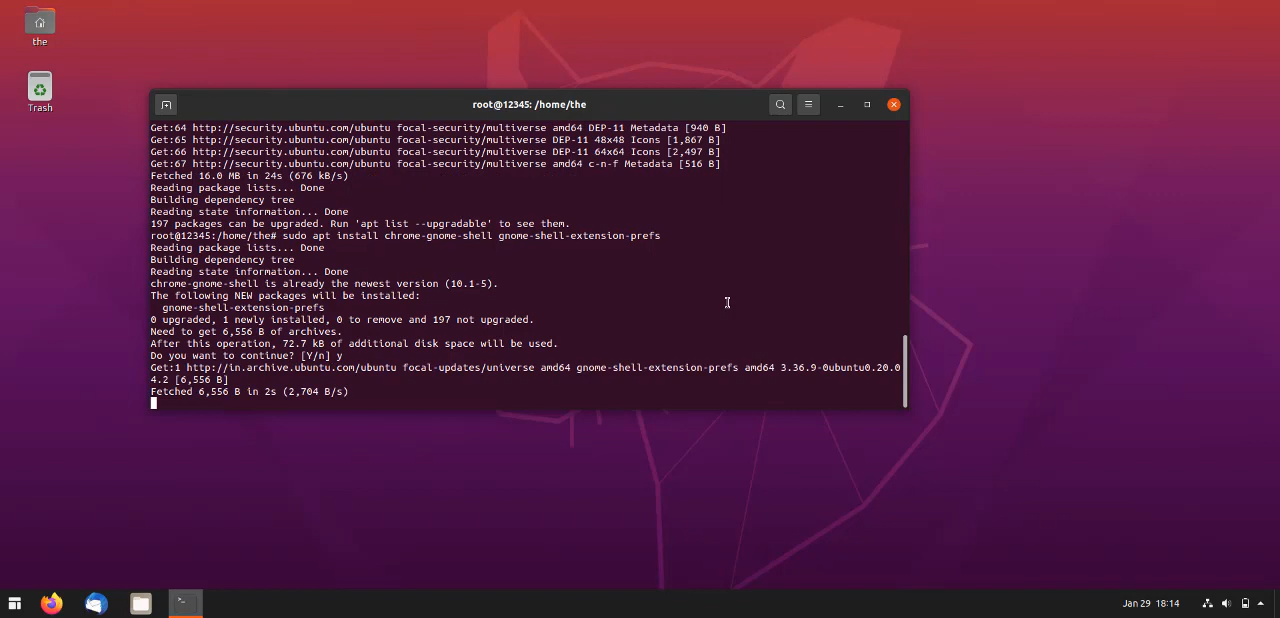 the
Trash
root@12345: /home/the
Get:64 http://security.ubuntu.com/ubuntu focal-security/multiverse amd64 DEP-11 Metadata [940 B]
Get:65 http://security.ubuntu.com/ubuntu focal-security/multiverse DEP-11 48x48 Icons [1,867 B]
Get:66 http://security.ubuntu.com/ubuntu focal-security/multiverse DEP-11 64x64 Icons [2,497 B]
Get:67 http://security.ubuntu.com/ubuntu focal-security/multiverse amd64 c-n-f Metadata [516 B]
Fetched 16.0 MB in 24s (676 kB/s)
Reading package lists... Done
Building dependency tree
Reading state information... Done
197 packages can be upgraded. Run 'apt list --upgradable' to see them.
root@12345:/home/the# sudo apt install chrome-gnome-shell gnome-shell-extension-prefs
Reading package lists... Done
Building dependency tree
Reading state information... Done
chrome-gnome-shell is already the newest version (10.1-5).
The following NEW packages will be installed:
  gnome-shell-extension-prefs
0 upgraded, 1 newly installed, 0 to remove and 197 not upgraded.
Need to get 6,556 B of archives.
After this operation, 72.7 kB of additional disk space will be used.
Do you want to continue? [Y/n] y
Get:1 http://in.archive.ubuntu.com/ubuntu focal-updates/universe amd64 gnome-shell-extension-prefs amd64 3.36.9-0ubuntu0.20.0
4.2 [6,556 B]
Fetched 6,556 B in 2s (2,704 B/s)
Jan 29 18:14